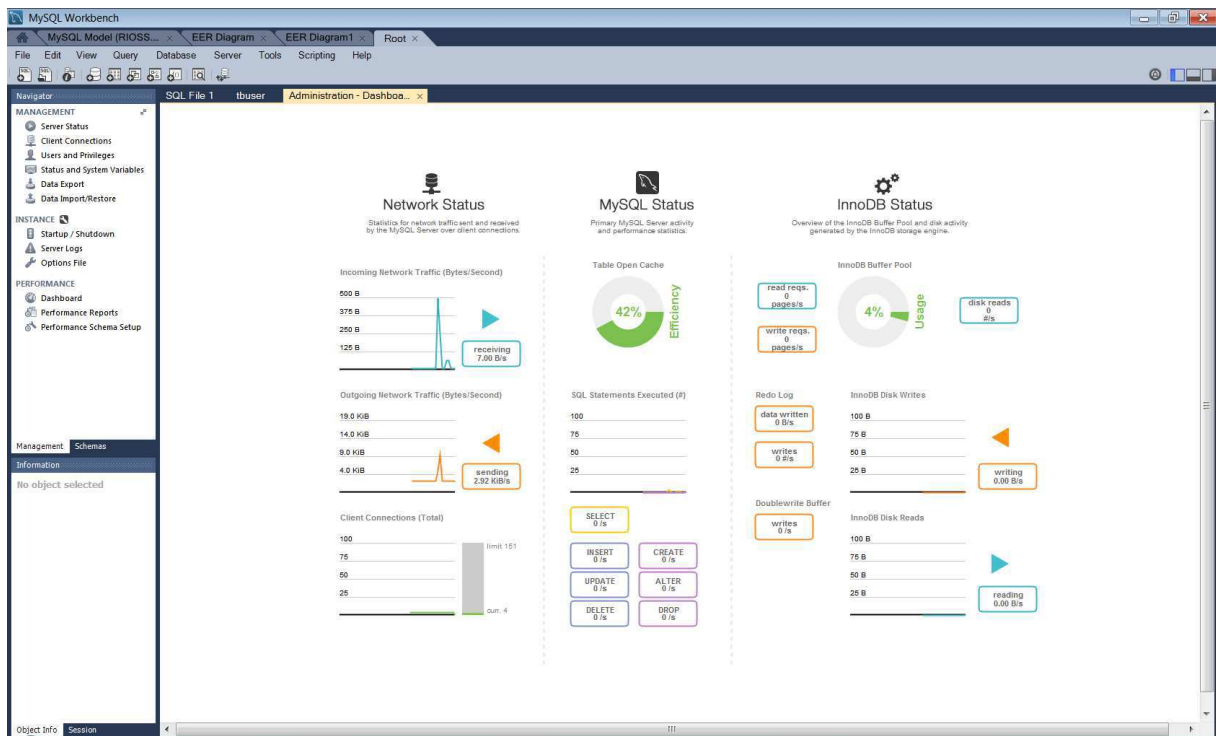 MySQL Workbench
MySQL Model (RIOSS... ×
EER Diagram ×
EER Diagram1 ×
Root ×
File Edit View Query Database Server Tools Scripting Help
Navigator
SQL File 1
tbuser
Administration - Dashboa... ×
MANAGEMENT
Server Status
Client Connections
Users and Privileges
Status and System Variables
Data Export
Data Import/Restore
INSTANCE
Startup / Shutdown
Server Logs
Options File
PERFORMANCE
Dashboard
Performance Reports
Performance Schema Setup
Management Schemas
Information
No object selected
Object Info Session
Network Status
Statistics for network traffic sent and received
by the MySQL Server over client connections.
Incoming Network Traffic (Bytes/Second)
500 B
375 B
250 B
125 B
receiving
7.00 B/s
Outgoing Network Traffic (Bytes/Second)
19.0 KiB
14.0 KiB
9.0 KiB
4.0 KiB
sending
2.92 KiB/s
Client Connections (Total)
100
75
50
25
limit 151
curr. 4
MySQL Status
Primary MySQL Server activity
and performance statistics.
Table Open Cache
42%
Efficiency
SQL Statements Executed (#)
100
75
50
25
SELECT
0 /s
INSERT
0 /s
CREATE
0 /s
UPDATE
0 /s
ALTER
0 /s
DELETE
0 /s
DROP
0 /s
InnoDB Status
Overview of the InnoDB Buffer Pool and disk activity
generated by the InnoDB storage engine.
InnoDB Buffer Pool
read reqs.
0
pages/s
write reqs.
0
pages/s
4%
Usage
disk reads
0
#/s
Redo Log
data written
0 B/s
writes
0 #/s
InnoDB Disk Writes
100 B
75 B
50 B
25 B
writing
0.00 B/s
Doublewrite Buffer
writes
0 /s
InnoDB Disk Reads
100 B
75 B
50 B
25 B
reading
0.00 B/s